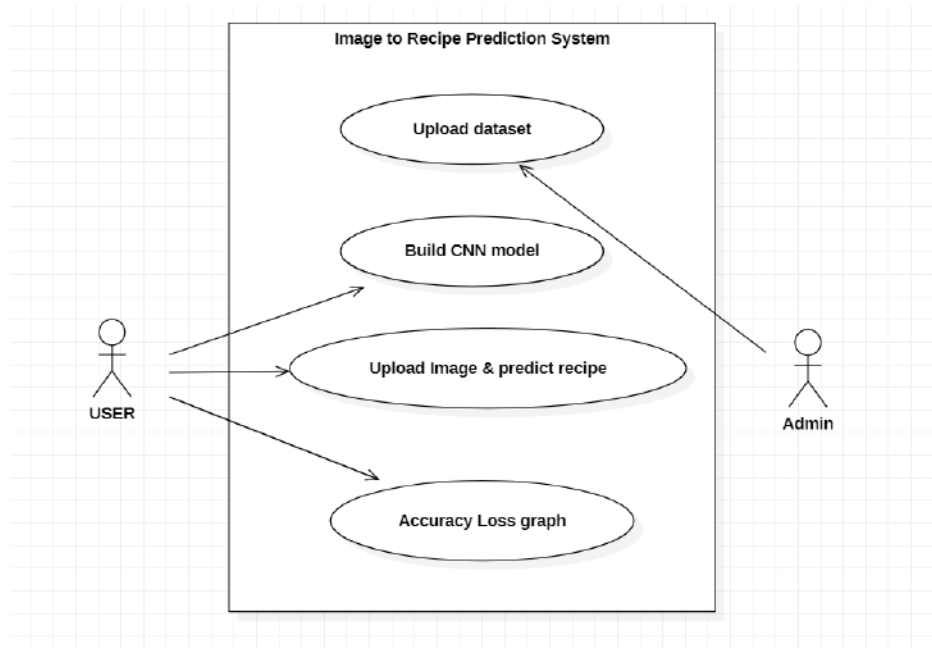 Image to Recipe Prediction System
Upload dataset
Build CNN model
Upload Image & predict recipe
USER
Admin
Accuracy Loss graph